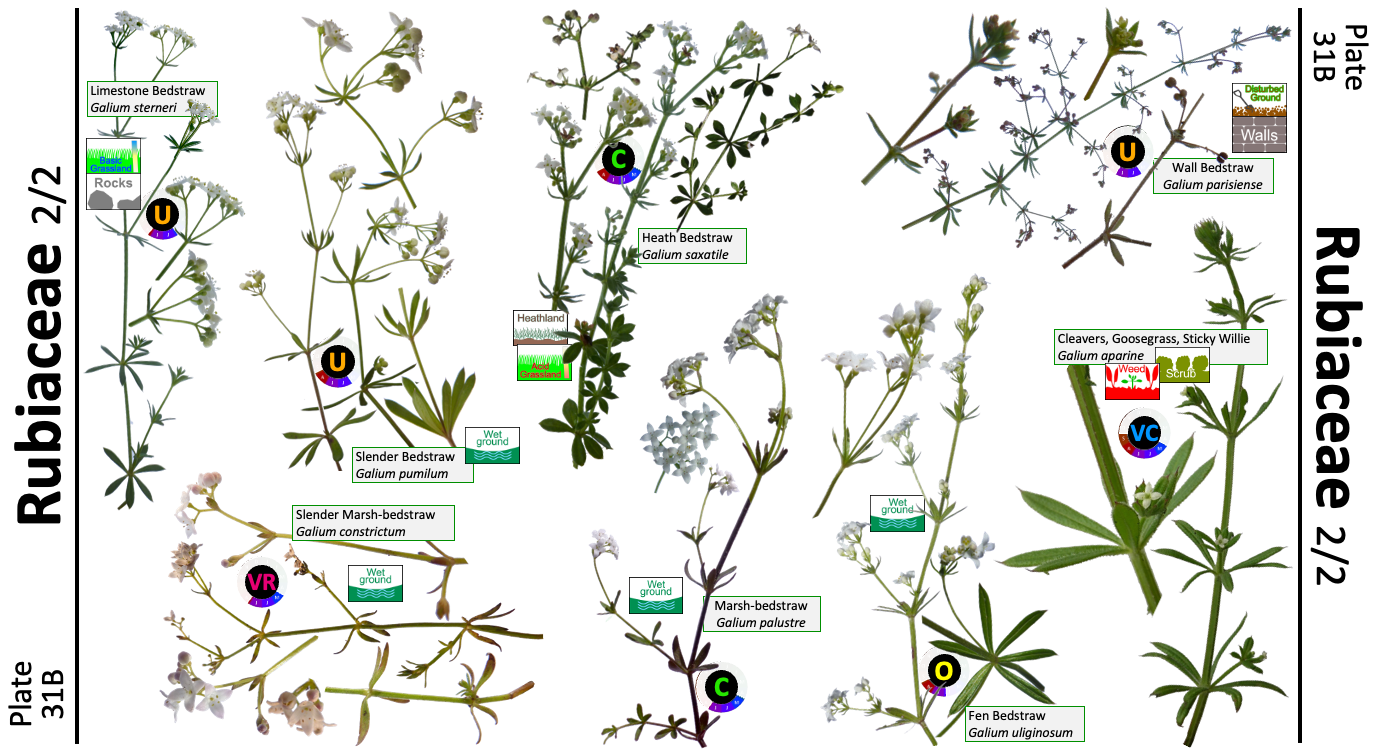 Rubiaceae 2/2
Plate
31B
Limestone Bedstraw
Galium sterneri
Basic
Grassland
Rocks
U
U
Slender Bedstraw
Galium pumilum
Wet
ground
Slender Marsh-bedstraw
Galium constrictum
VR
Wet
ground
C
Heath Bedstraw
Galium saxatile
Heathland
Acid
Grassland
Wet
ground
Marsh-bedstraw
Galium palustre
C
Wet
ground
O
Fen Bedstraw
Galium uliginosum
U
Disturbed
Ground
Walls
Wall Bedstraw
Galium parisiense
Cleavers, Goosegrass, Sticky Willie
Galium aparine
Weed
Scrub
VC
Plate
31B
Rubiaceae 2/2